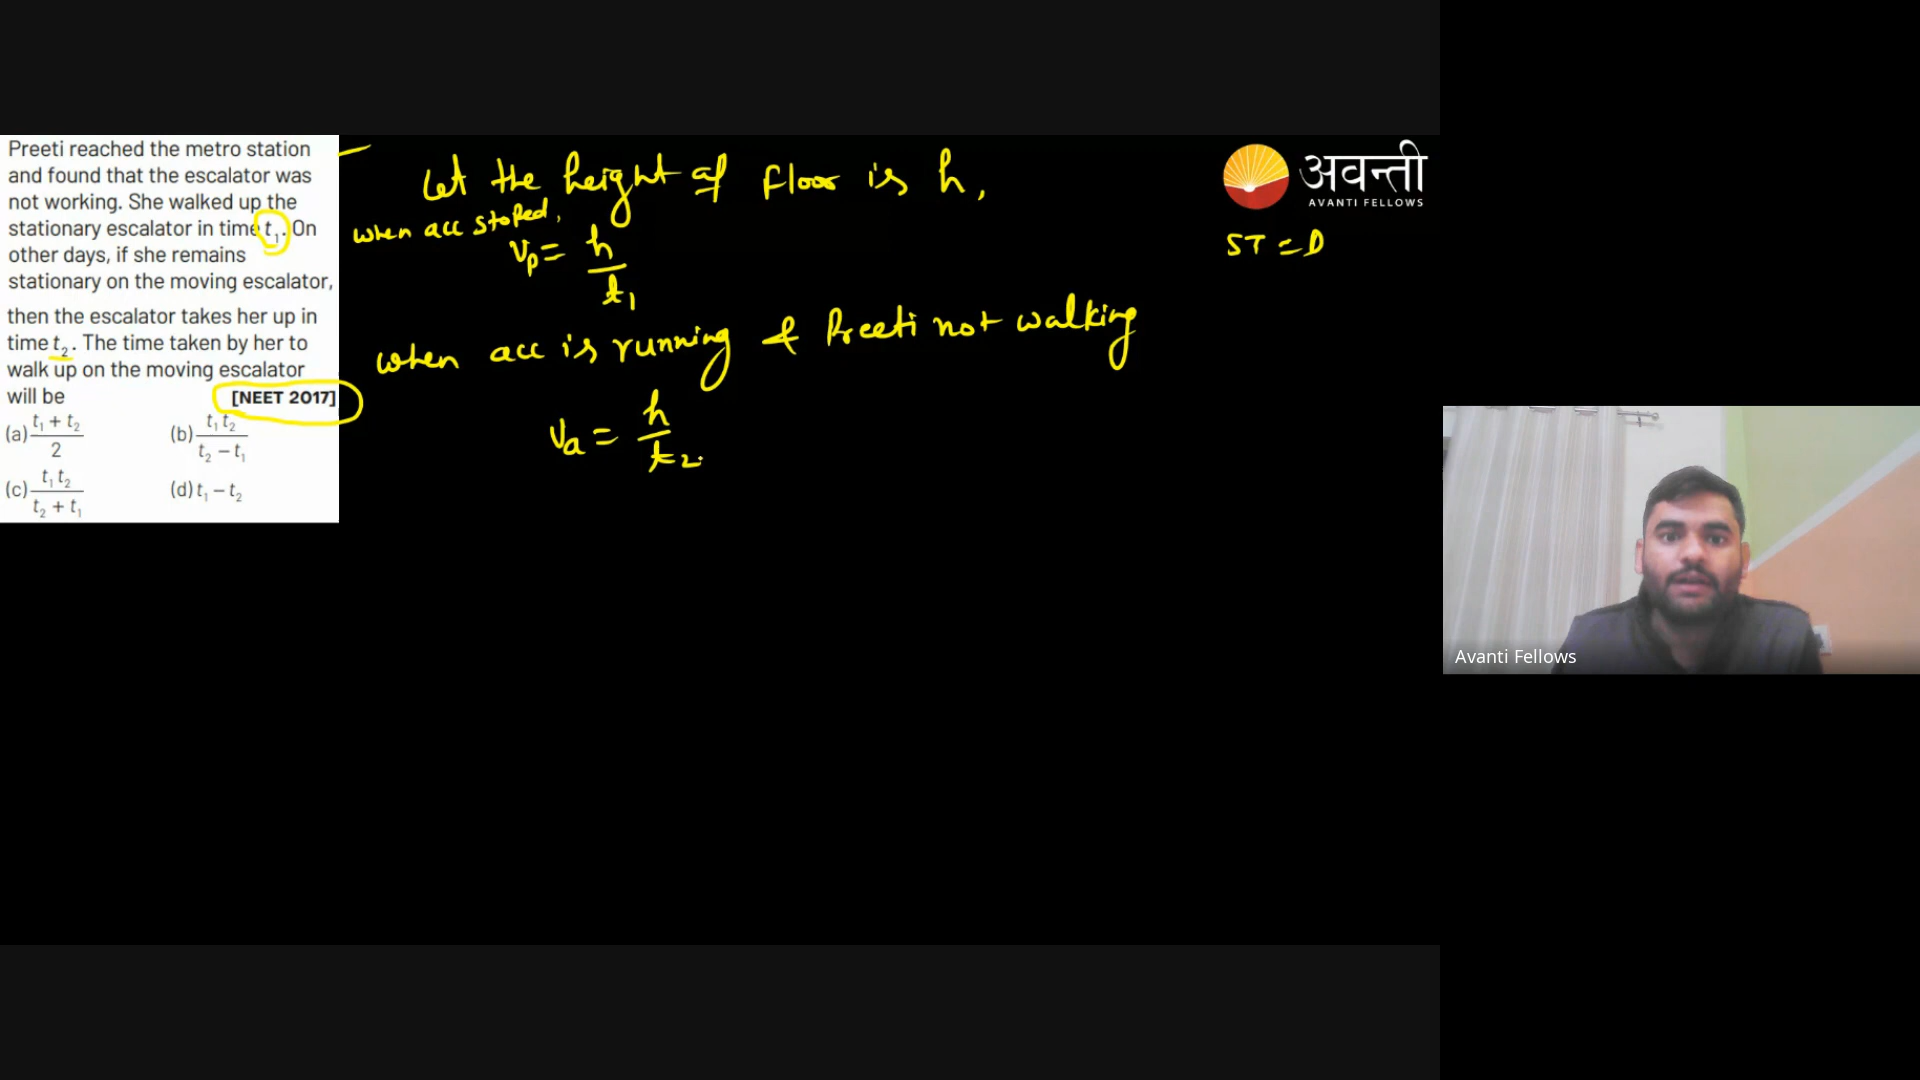 Preeti reached the metro station
and found that the escalator was
not working. She walked up the
stationary escalator in time t₁. On
other days, if she remains
stationary on the moving escalator,
then the escalator takes her up in
time t₂. The time taken by her to
walk up on the moving escalator
will be [NEET 2017]
(a) t₁ + t₂ / 2 (b) t₁ t₂ / t₂ – t₁
(c) t₁ t₂ / t₂ + t₁ (d) t₁ – t₂
Let the height of floor is h,
when acc stoped,
Vp = h / t₁
when acc is running & Preeti not walking
Va = h / t₂
अवन्ती
AVANTI FELLOWS
ST = D
Avanti Fellows